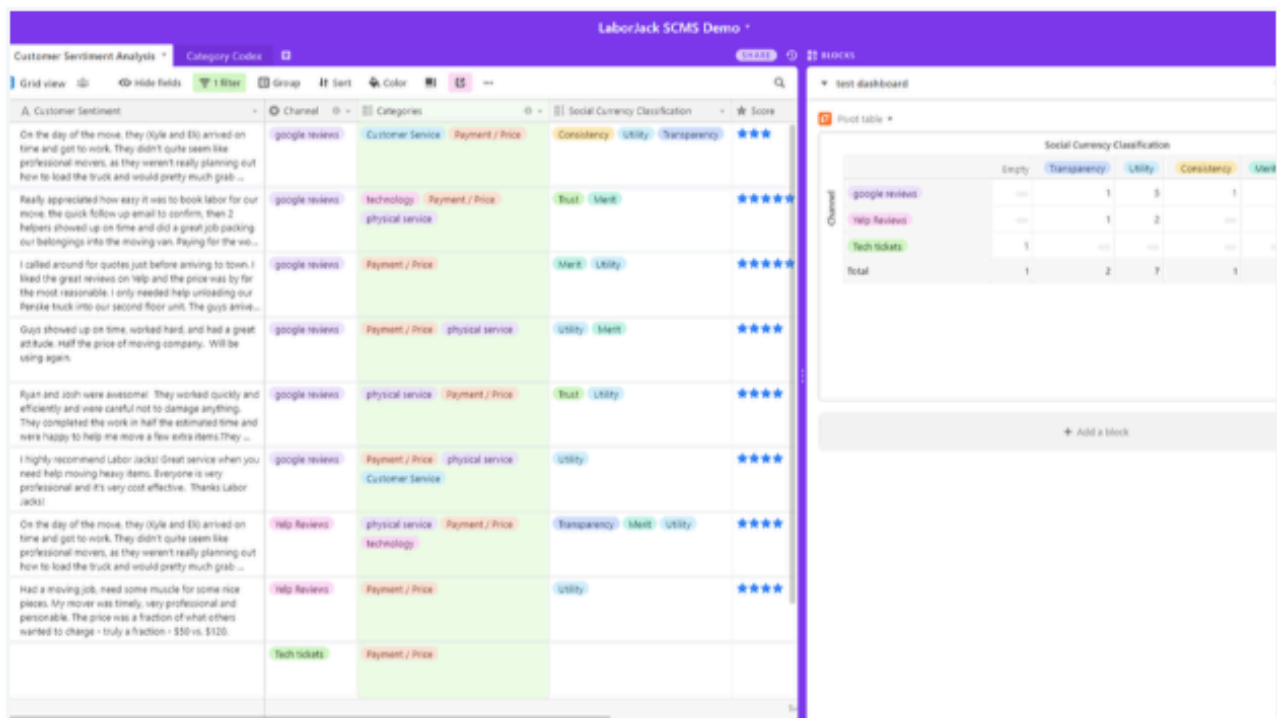 LaborJack SCMS Demo
Customer Sentiment Analysis
Category Codex
SHARE
BLOCKS
Grid view
Hide fields
1 filter
Group
Sort
Color
test dashboard
Customer Sentiment
Channel
Categories
Social Currency Classification
Score
Pivot table
On the day of the move, they (Kyle and Eli) arrived on
time and got to work. They didn't quite seem like
professional movers, as they weren't really planning out
how to load the truck and would pretty much grab ...
google reviews
Customer Service Payment / Price
Consistency Utility Transparency
Really appreciated how easy it was to book labor for our
move, the quick follow up email to confirm, then 2
helpers showed up on time and did a great job packing
our belongings into the moving van. Paying for the wo...
google reviews
technology Payment / Price
physical service
Trust Merit
I called around for quotes just before arriving to town. I
liked the great reviews on Yelp and the price was by far
the most reasonable. I only needed help unloading our
Penske truck into our second floor unit. The guys arrive...
google reviews
Payment / Price
Merit Utility
Guys showed up on time, worked hard, and had a great
attitude. Half the price of moving company. Will be
using again.
google reviews
Payment / Price physical service
Utility Merit
Ryan and Josh were awesome! They worked quickly and
efficiently and were careful not to damage anything.
They completed the work in half the estimated time and
were happy to help me move a few extra items.They ...
google reviews
physical service Payment / Price
Trust Utility
I highly recommend Labor Jacks! Great service when you
need help moving heavy items. Everyone is very
professional and it's very cost effective. Thanks Labor
Jacks!
google reviews
Payment / Price physical service
Customer Service
Utility
On the day of the move, they (Kyle and Eli) arrived on
time and got to work. They didn't quite seem like
professional movers, as they weren't really planning out
how to load the truck and would pretty much grab ...
Yelp Reviews
physical service Payment / Price
technology
Transparency Merit Utility
Had a moving job, need some muscle for some nice
pieces. My mover was timely, very professional and
personable. The price was a fraction of what others
wanted to charge - truly a fraction - $50 vs. $120.
Yelp Reviews
Payment / Price
Utility
Tech tickets
Payment / Price
Social Currency Classification
Empty Transparency Utility Consistency Meri
Channel
google reviews 1 5 1
Yelp Reviews 1 2
Tech tickets 1
Total 1 2 7 1
+ Add a block